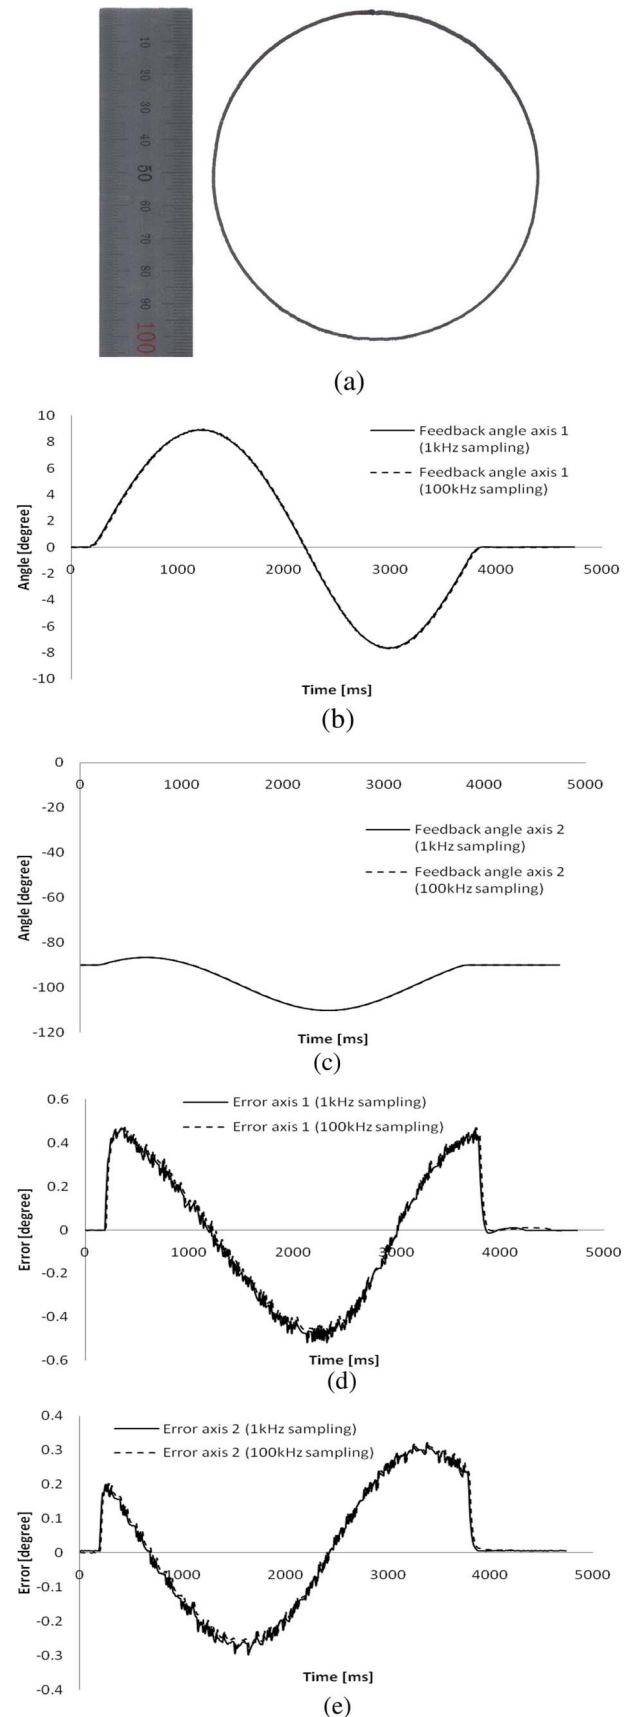 10
20
30
40
50
60
70
80
90
100
(a)
10
8
6
4
2
0
-2
-4
-6
-8
-10
Angle [degree]
Feedback angle axis 1
(1kHz sampling)
Feedback angle axis 1
(100kHz sampling)
0 1000 2000 3000 4000 5000
Time [ms]
(b)
0
-20
-40
-60
-80
-100
-120
Angle [degree]
0 1000 2000 3000 4000 5000
Feedback angle axis 2
(1kHz sampling)
Feedback angle axis 2
(100kHz sampling)
Time [ms]
(c)
0.6
0.4
0.2
0
-0.2
-0.4
-0.6
Error [degree]
Error axis 1 (1kHz sampling)
Error axis 1 (100kHz sampling)
0 1000 2000 3000 4000 5000
Time [ms]
(d)
0.4
0.3
0.2
0.1
0
-0.1
-0.2
-0.3
-0.4
Error [degree]
Error axis 2 (1kHz sampling)
Error axis 2 (100kHz sampling)
0 1000 2000 3000 4000 5000
Time [ms]
(e)